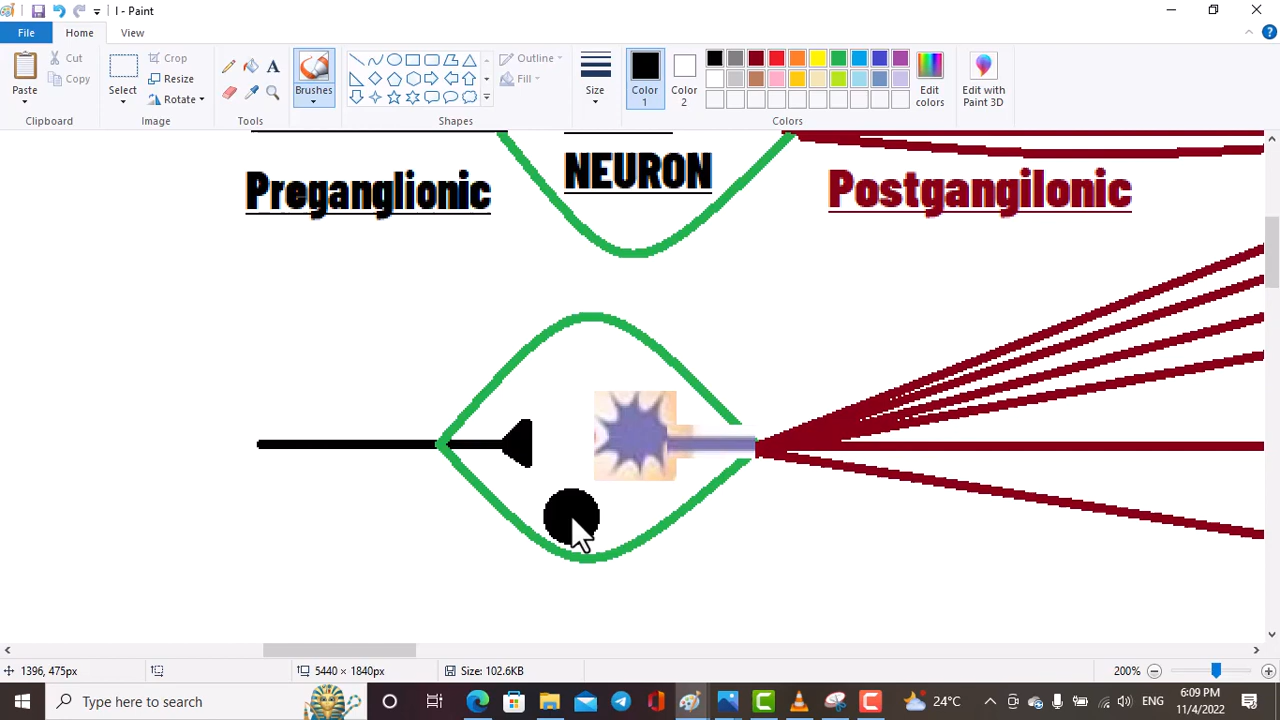 I - Paint
File
Home
View
Paste
Cut
Copy
Clipboard
Select
Crop
Resize
Rotate
Image
A
Tools
Brushes
Outline
Fill
Shapes
Size
Color
1
Color
2
Edit
colors
Edit with
Paint 3D
Colors
NEURON
Preganglionic
Postgangilonic
1396, 475px
5440 × 1840px
Size: 102.6KB
200%
Type here to search
24°C
ENG
6:09 PM
11/4/2022